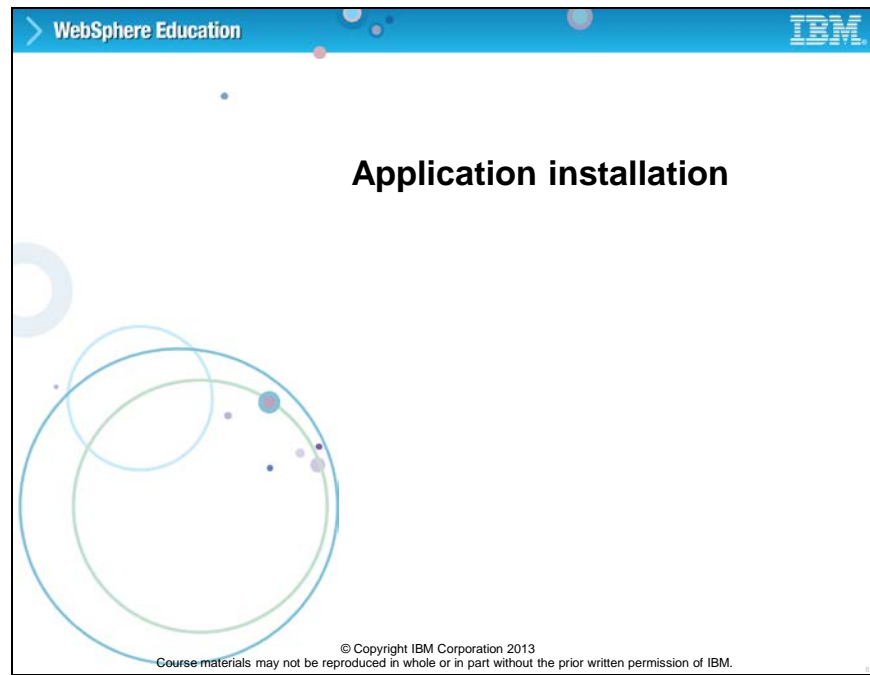 WebSphere Education
IBM
Application installation
© Copyright IBM Corporation 2013
Course materials may not be reproduced in whole or in part without the prior written permission of IBM.